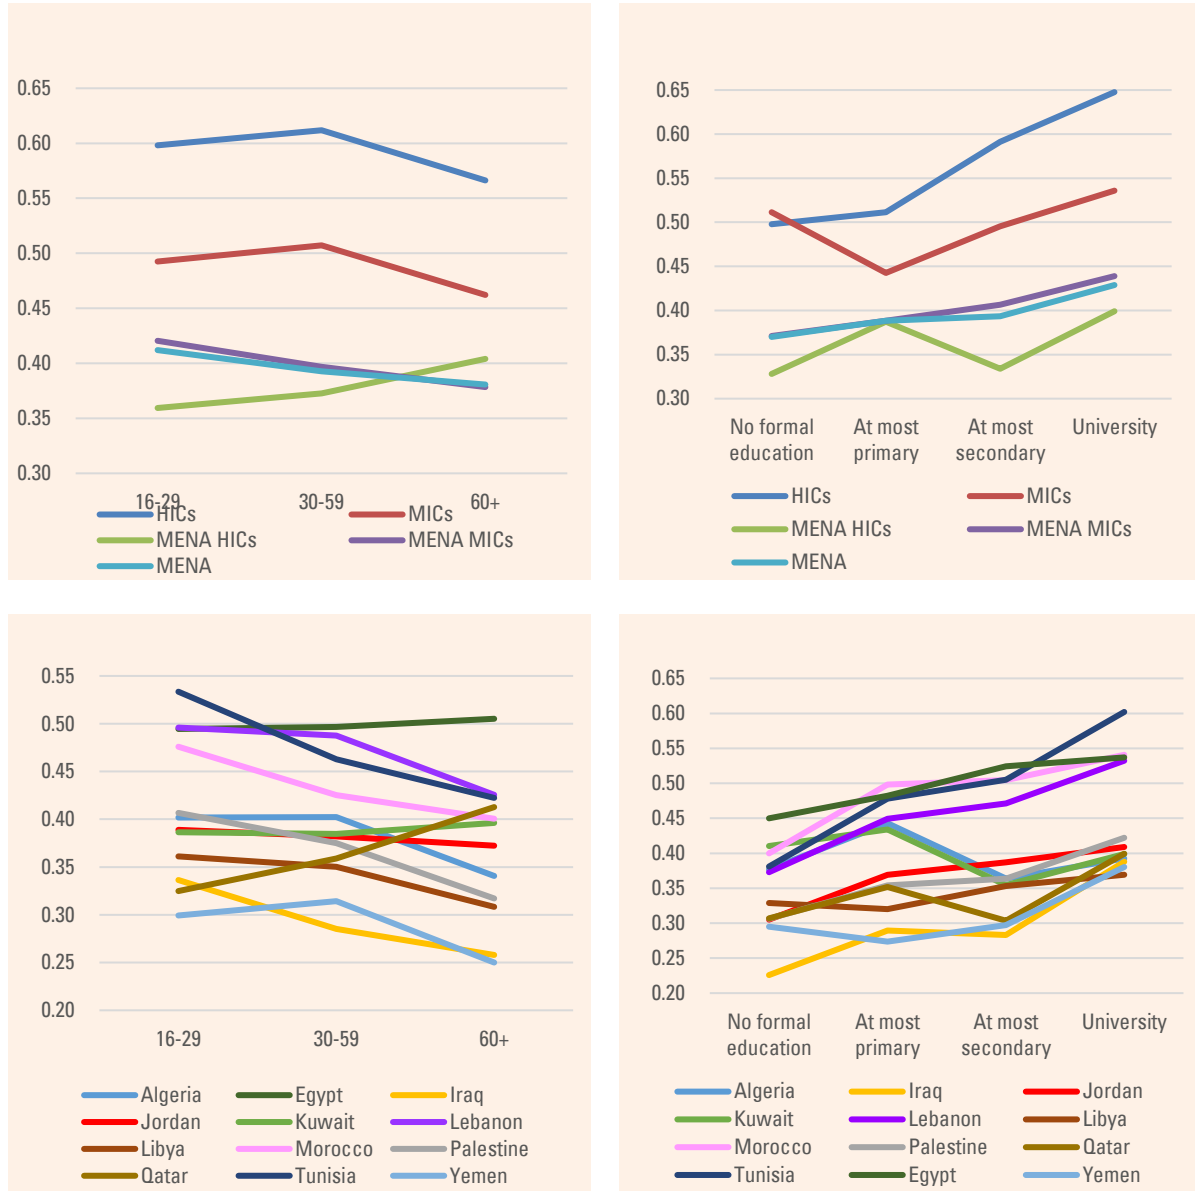 0.65
0.60
0.55
0.50
0.45
0.40
0.35
0.30
16-29 30-59 60+
HICs MICs
MENA HICs MENA MICs
MENA
0.65
0.60
0.55
0.50
0.45
0.40
0.35
0.30
No formal At most At most University
education primary secondary
HICs MICs
MENA HICs MENA MICs
MENA
0.55
0.50
0.45
0.40
0.35
0.30
0.25
0.20
16-29 30-59 60+
Algeria Egypt Iraq
Jordan Kuwait Lebanon
Libya Morocco Palestine
Qatar Tunisia Yemen
0.65
0.60
0.55
0.50
0.45
0.40
0.35
0.30
0.25
0.20
No formal At most At most University
education primary secondary
Algeria Iraq Jordan
Kuwait Lebanon Libya
Morocco Palestine Qatar
Tunisia Egypt Yemen